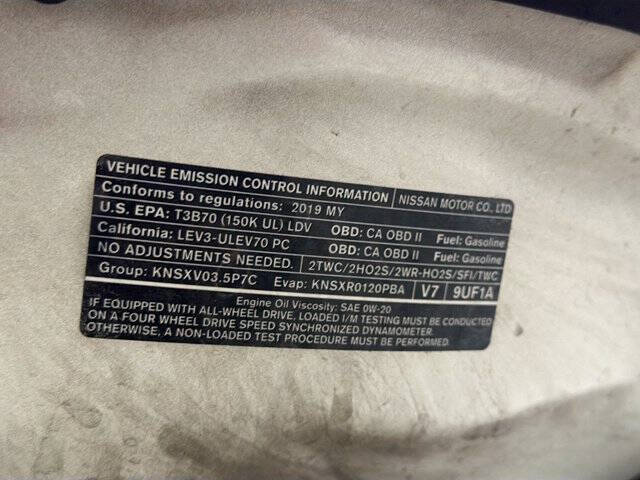 VEHICLE EMISSION CONTROL INFORMATION NISSAN MOTOR CO., LTD
Conforms to regulations: 2019 MY
U.S. EPA: T3B70 (150K UL) LDV OBD: CA OBD II Fuel: Gasoline
California: LEV3-ULEV70 PC OBD: CA OBD II Fuel: Gasoline
NO ADJUSTMENTS NEEDED. 2TWC/2HO2S/2WR-HO2S/SFI/TWC
Group: KNSXV03.5P7C Evap: KNSXR0120PBA V7 9UF1A
Engine Oil Viscosity: SAE 0W-20
IF EQUIPPED WITH ALL-WHEEL DRIVE. LOADED I/M TESTING MUST BE CONDUCTED
ON A FOUR WHEEL DRIVE SPEED SYNCHRONIZED DYNAMOMETER.
OTHERWISE, A NON-LOADED TEST PROCEDURE MUST BE PERFORMED.